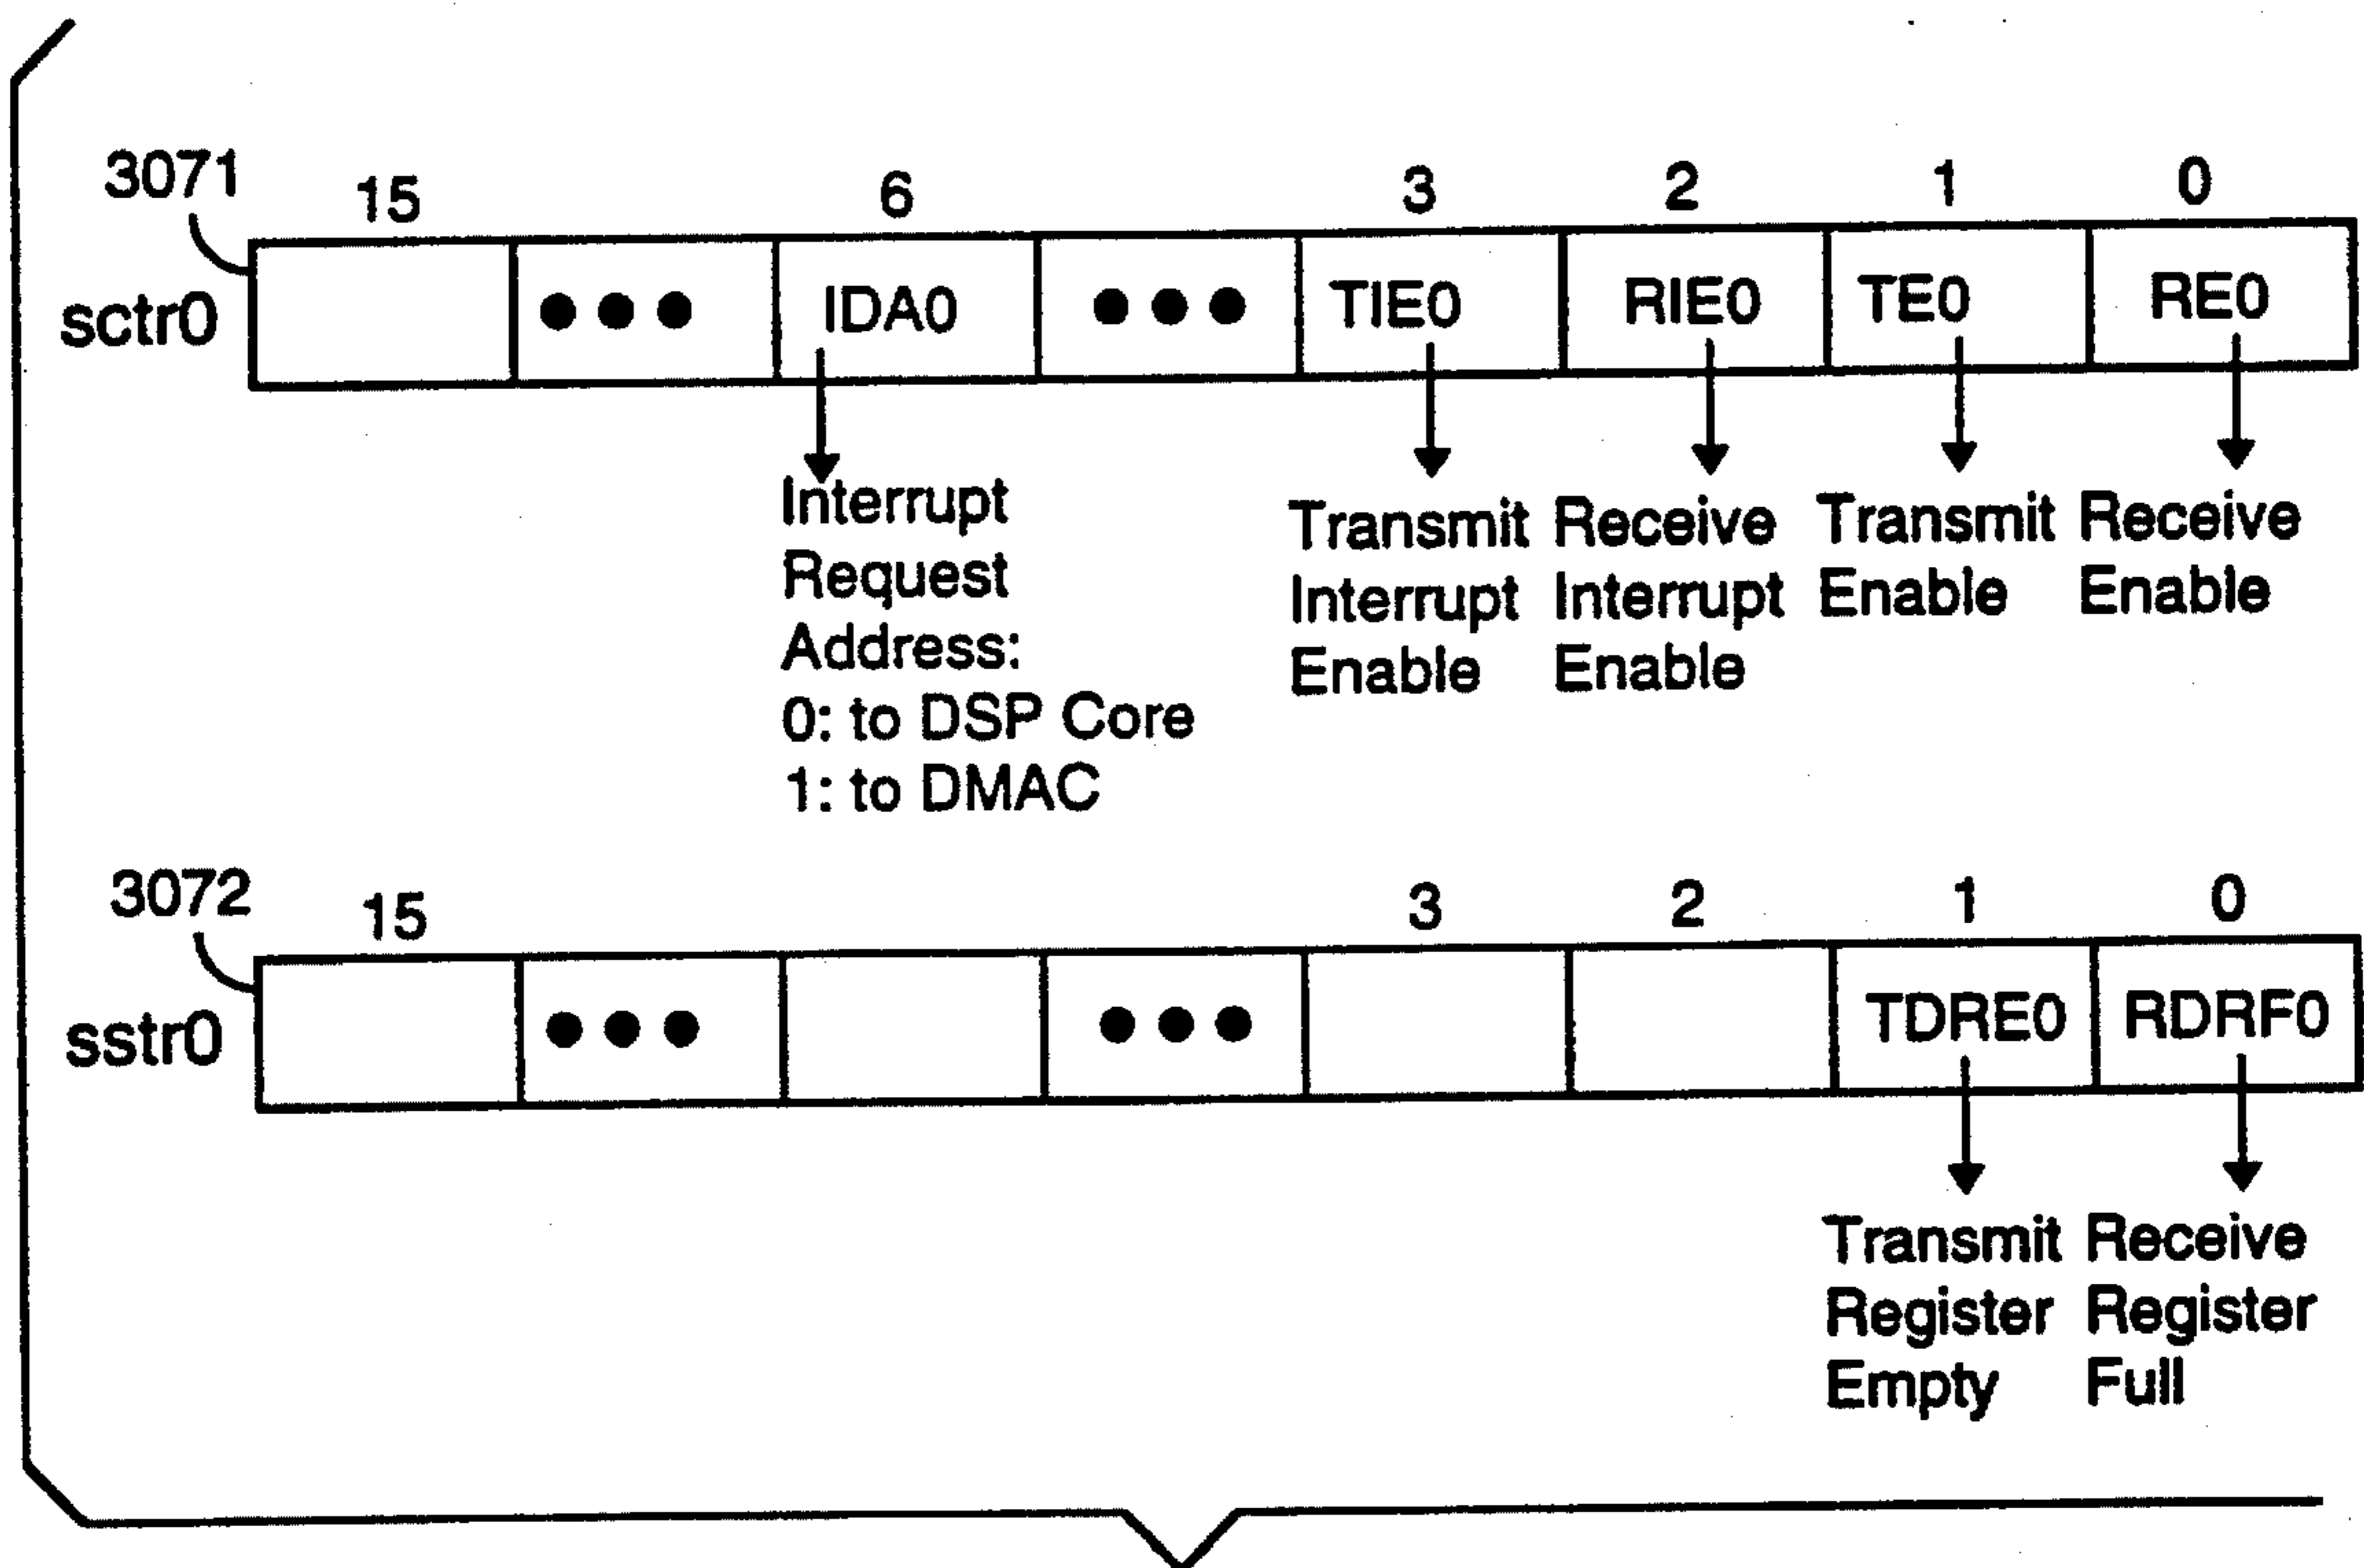 3071
15 6 3 2 1 0
sctr0 ●●● IDA0 ●●● TIE0 RIE0 TE0 RE0
Interrupt
Request
Address:
0: to DSP Core
1: to DMAC
Transmit
Interrupt
Enable
Receive
Interrupt
Enable
Transmit
Enable
Receive
Enable
3072
15 3 2 1 0
sstr0 ●●● ●●● TDRE0 RDRF0
Transmit
Register
Empty
Receive
Register
Full